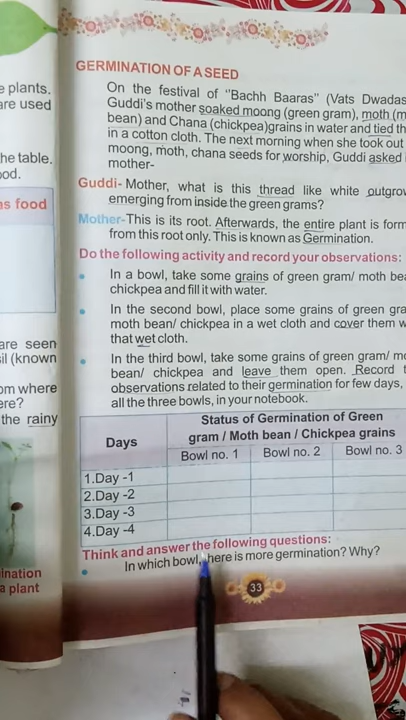 e plants.
are used
he table.
od.
as food
are seen
il (known
om where
ere?
the rainy
ination
a plant
GERMINATION OF A SEED
On the festival of "Bachh Baaras" (Vats Dwadas
Guddi's mother soaked moong (green gram), moth (m
bean) and Chana (chickpea)grains in water and tied th
in a cotton cloth. The next morning when she took out
moong, moth, chana seeds for worship, Guddi asked
mother-
Guddi- Mother, what is this thread like white outgrow
emerging from inside the green grams?
Mother-This is its root. Afterwards, the entire plant is form
from this root only. This is known as Germination.
Do the following activity and record your observations:
• In a bowl, take some grains of green gram/ moth bea
chickpea and fill it with water.
• In the second bowl, place some grains of green gra
moth bean/ chickpea in a wet cloth and cover them w
that wet cloth.
• In the third bowl, take some grains of green gram/ mo
bean/ chickpea and leave them open. Record t
observations related to their germination for few days,
all the three bowls, in your notebook.
Days
Status of Germination of Green
gram / Moth bean / Chickpea grains
Bowl no. 1 Bowl no. 2 Bowl no. 3
1.Day -1
2.Day -2
3.Day -3
4.Day -4
Think and answer the following questions:
• In which bowl, here is more germination? Why?
33